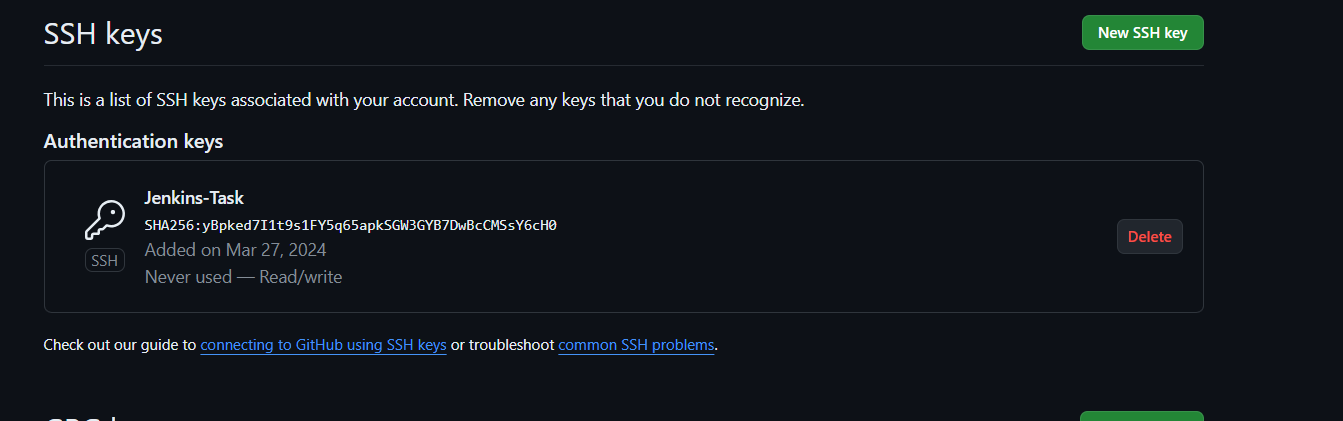 SSH keys
New SSH key
This is a list of SSH keys associated with your account. Remove any keys that you do not recognize.
Authentication keys
Jenkins-Task
SHA256:yBpked7I1t9s1FY5q65apkSGW3GYB7DwBcCMSsY6cH0
Added on Mar 27, 2024
Never used — Read/write
SSH
Delete
Check out our guide to connecting to GitHub using SSH keys or troubleshoot common SSH problems.